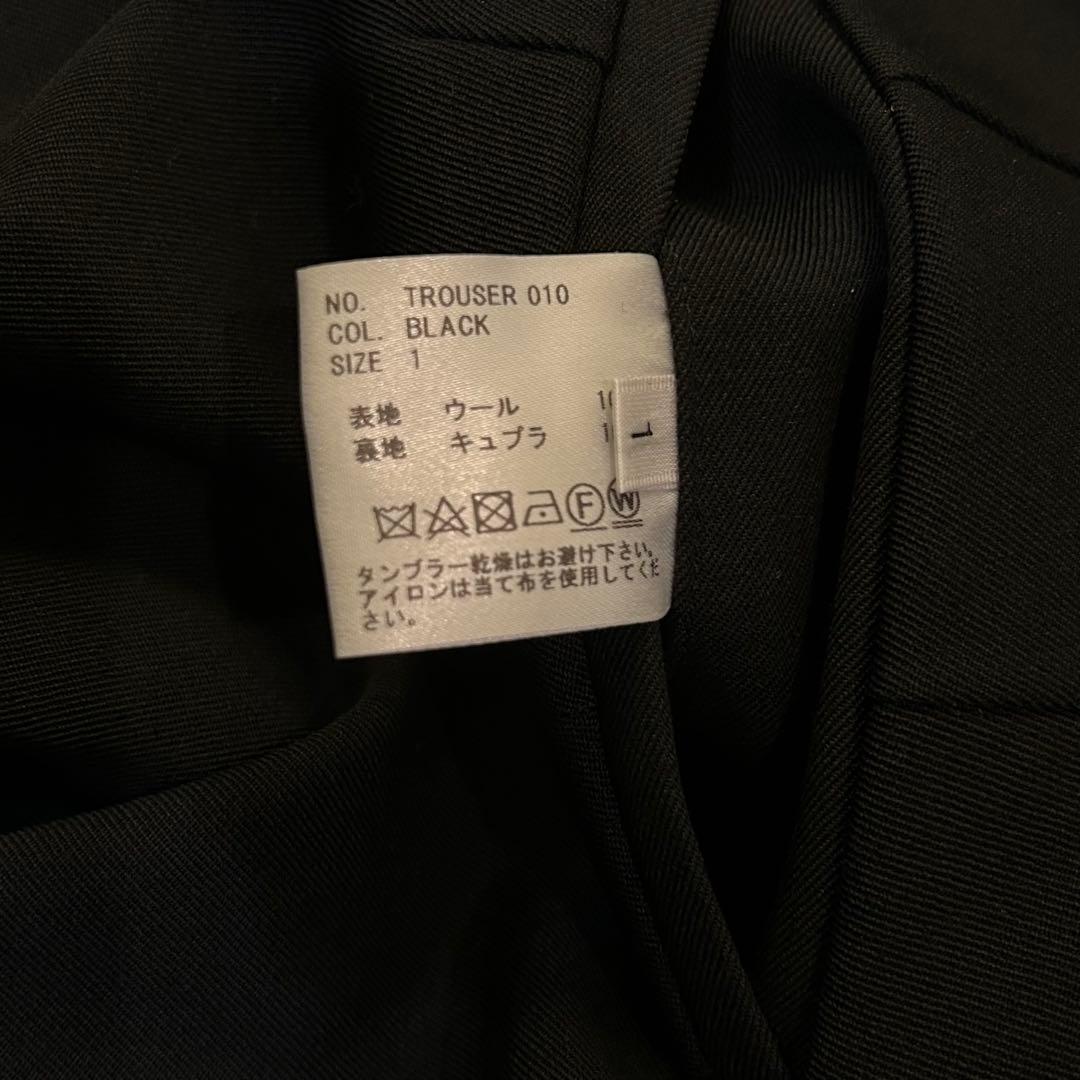 NO. TROUSER 010
COL. BLACK
SIZE 1
表地 ウール
裏地 キュプラ
1
F W
タンブラー乾燥はお避け下さい。
アイロンは当て布を使用してくだ
さい。